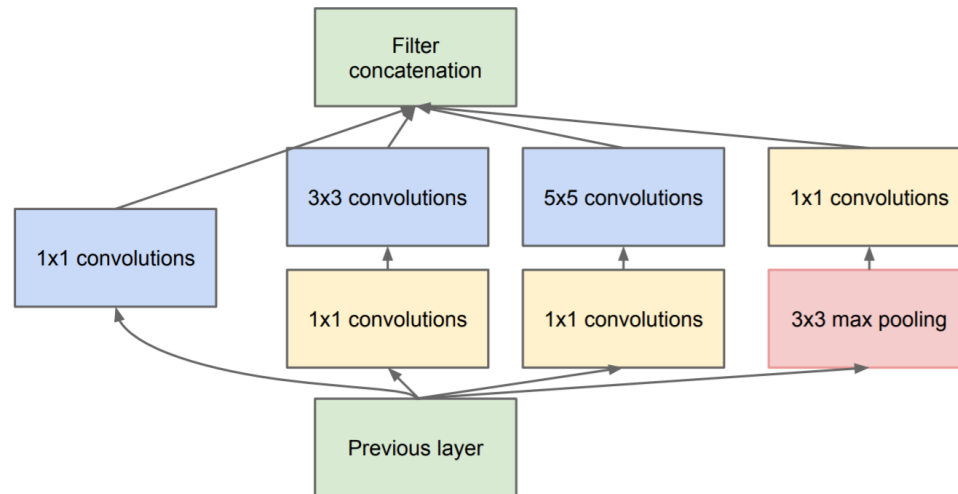 Filter
concatenation
3x3 convolutions
5x5 convolutions
1x1 convolutions
1x1 convolutions
1x1 convolutions
1x1 convolutions
3x3 max pooling
Previous layer